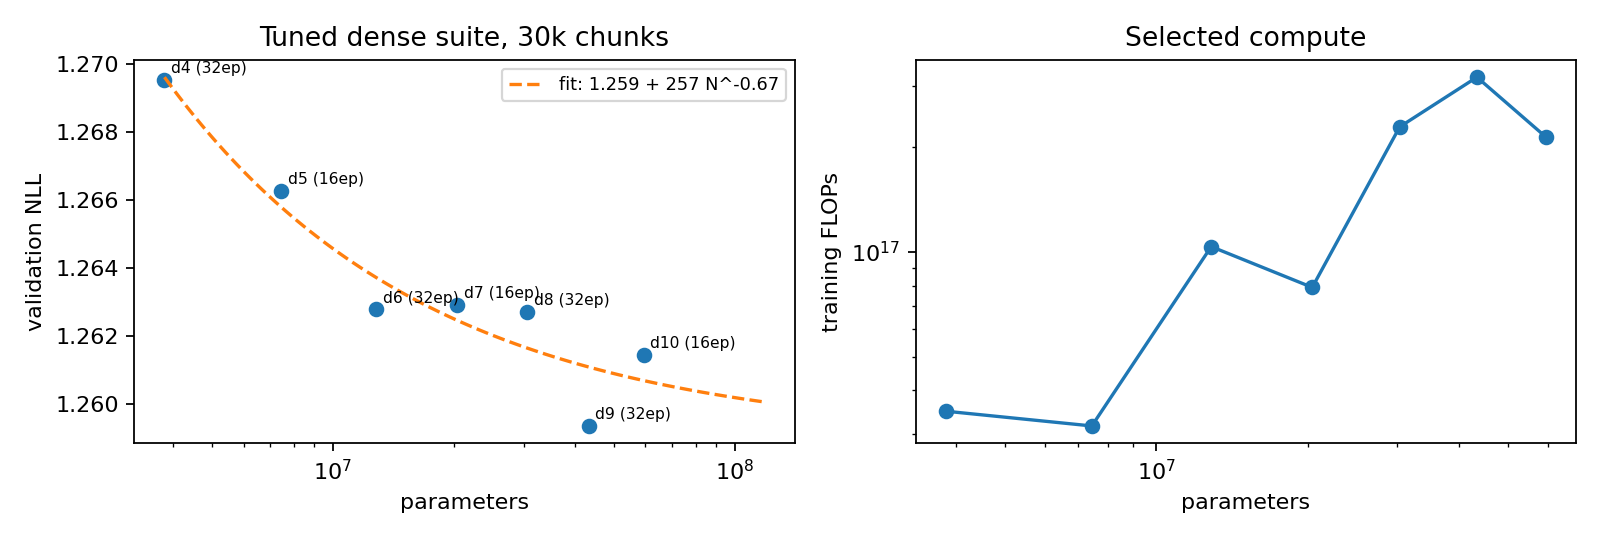 Tuned dense suite, 30k chunks
fit: 1.259 + 257 N^-0.67
d4 (32ep)
d5 (16ep)
d6 (32ep)
d7 (16ep)
d8 (32ep)
d10 (16ep)
d9 (32ep)
1.270
1.268
1.266
1.264
1.262
1.260
validation NLL
10^7
10^8
parameters
Selected compute
10^17
training FLOPs
10^7
parameters